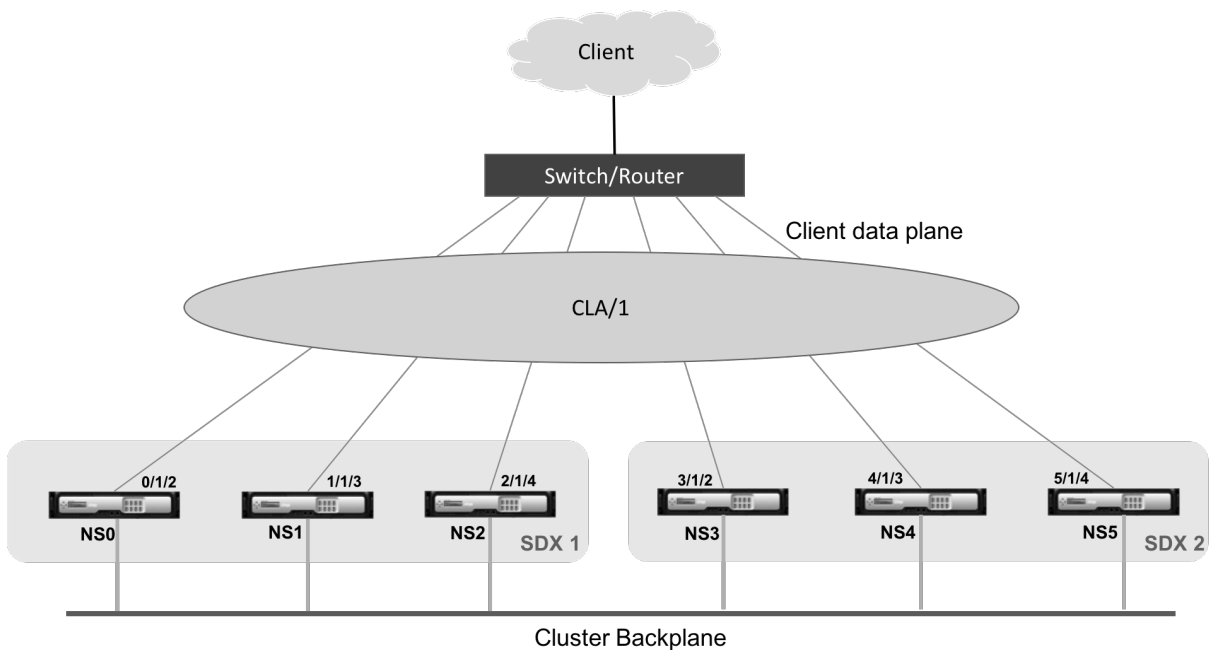 Client
Switch/Router
Client data plane
CLA/1
0/1/2
1/1/3
2/1/4
3/1/2
4/1/3
5/1/4
NS0
NS1
NS2
SDX 1
NS3
NS4
NS5
SDX 2
Cluster Backplane